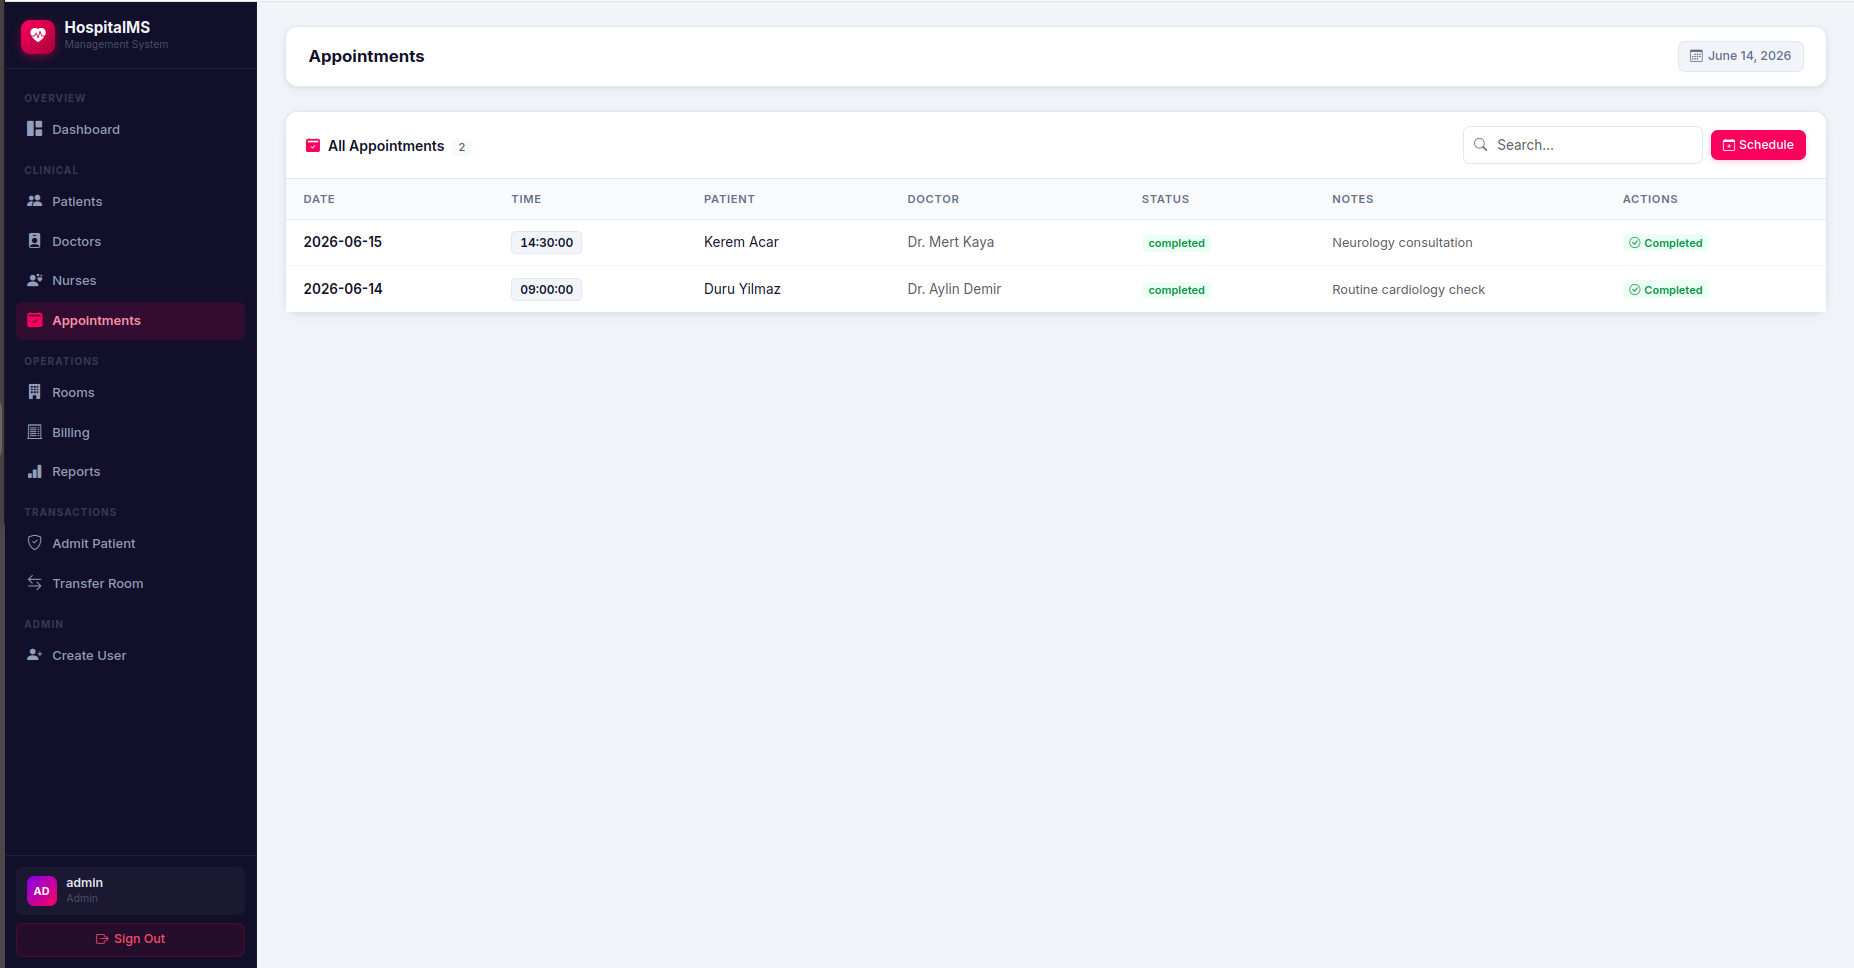 HospitalMS
Management System
OVERVIEW
Dashboard
CLINICAL
Patients
Doctors
Nurses
Appointments
OPERATIONS
Rooms
Billing
Reports
TRANSACTIONS
Admit Patient
Transfer Room
ADMIN
Create User
AD
admin
Admin
Sign Out
Appointments
June 14, 2026
All Appointments 2
Search...
Schedule
DATE TIME PATIENT DOCTOR STATUS NOTES ACTIONS
2026-06-15 14:30:00 Kerem Acar Dr. Mert Kaya completed Neurology consultation Completed
2026-06-14 09:00:00 Duru Yilmaz Dr. Aylin Demir completed Routine cardiology check Completed